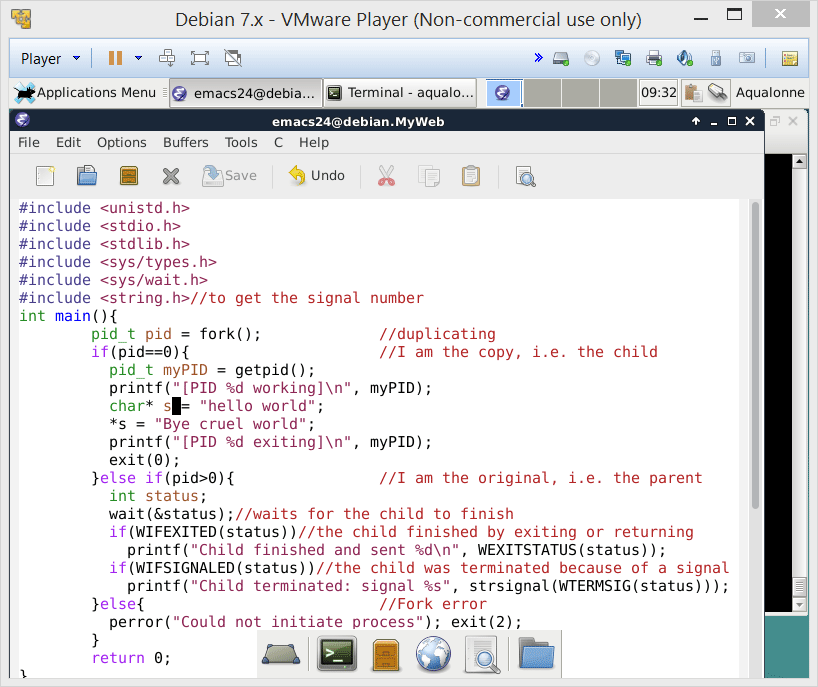 Debian 7.x - VMware Player (Non-commercial use only)
Player
Applications Menu emacs24@debia... Terminal - aqualo... 09:32 Aqualonne
emacs24@debian.MyWeb
File Edit Options Buffers Tools C Help
Save Undo
#include <unistd.h>
#include <stdio.h>
#include <stdlib.h>
#include <sys/types.h>
#include <sys/wait.h>
#include <string.h>//to get the signal number
int main(){
        pid_t pid = fork();             //duplicating
        if(pid==0){                     //I am the copy, i.e. the child
          pid_t myPID = getpid();
          printf("[PID %d working]\n", myPID);
          char* s = "hello world";
          *s = "Bye cruel world";
          printf("[PID %d exiting]\n", myPID);
          exit(0);
        }else if(pid>0){                //I am the original, i.e. the parent
          int status;
          wait(&status);//waits for the child to finish
          if(WIFEXITED(status))//the child finished by exiting or returning
            printf("Child finished and sent %d\n", WEXITSTATUS(status));
          if(WIFSIGNALED(status))//the child was terminated because of a signal
            printf("Child terminated: signal %s", strsignal(WTERMSIG(status)));
        }else{                          //Fork error
          perror("Could not initiate process"); exit(2);
        }
        return 0;
}